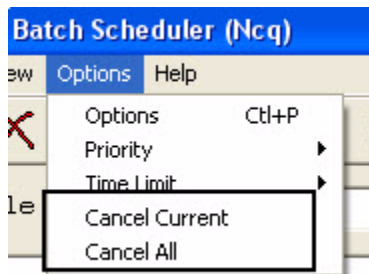 Batch Scheduler (Ncq)
ew Options Help
Options Ctl+P
Priority
Time Limit
le
Cancel Current
Cancel All